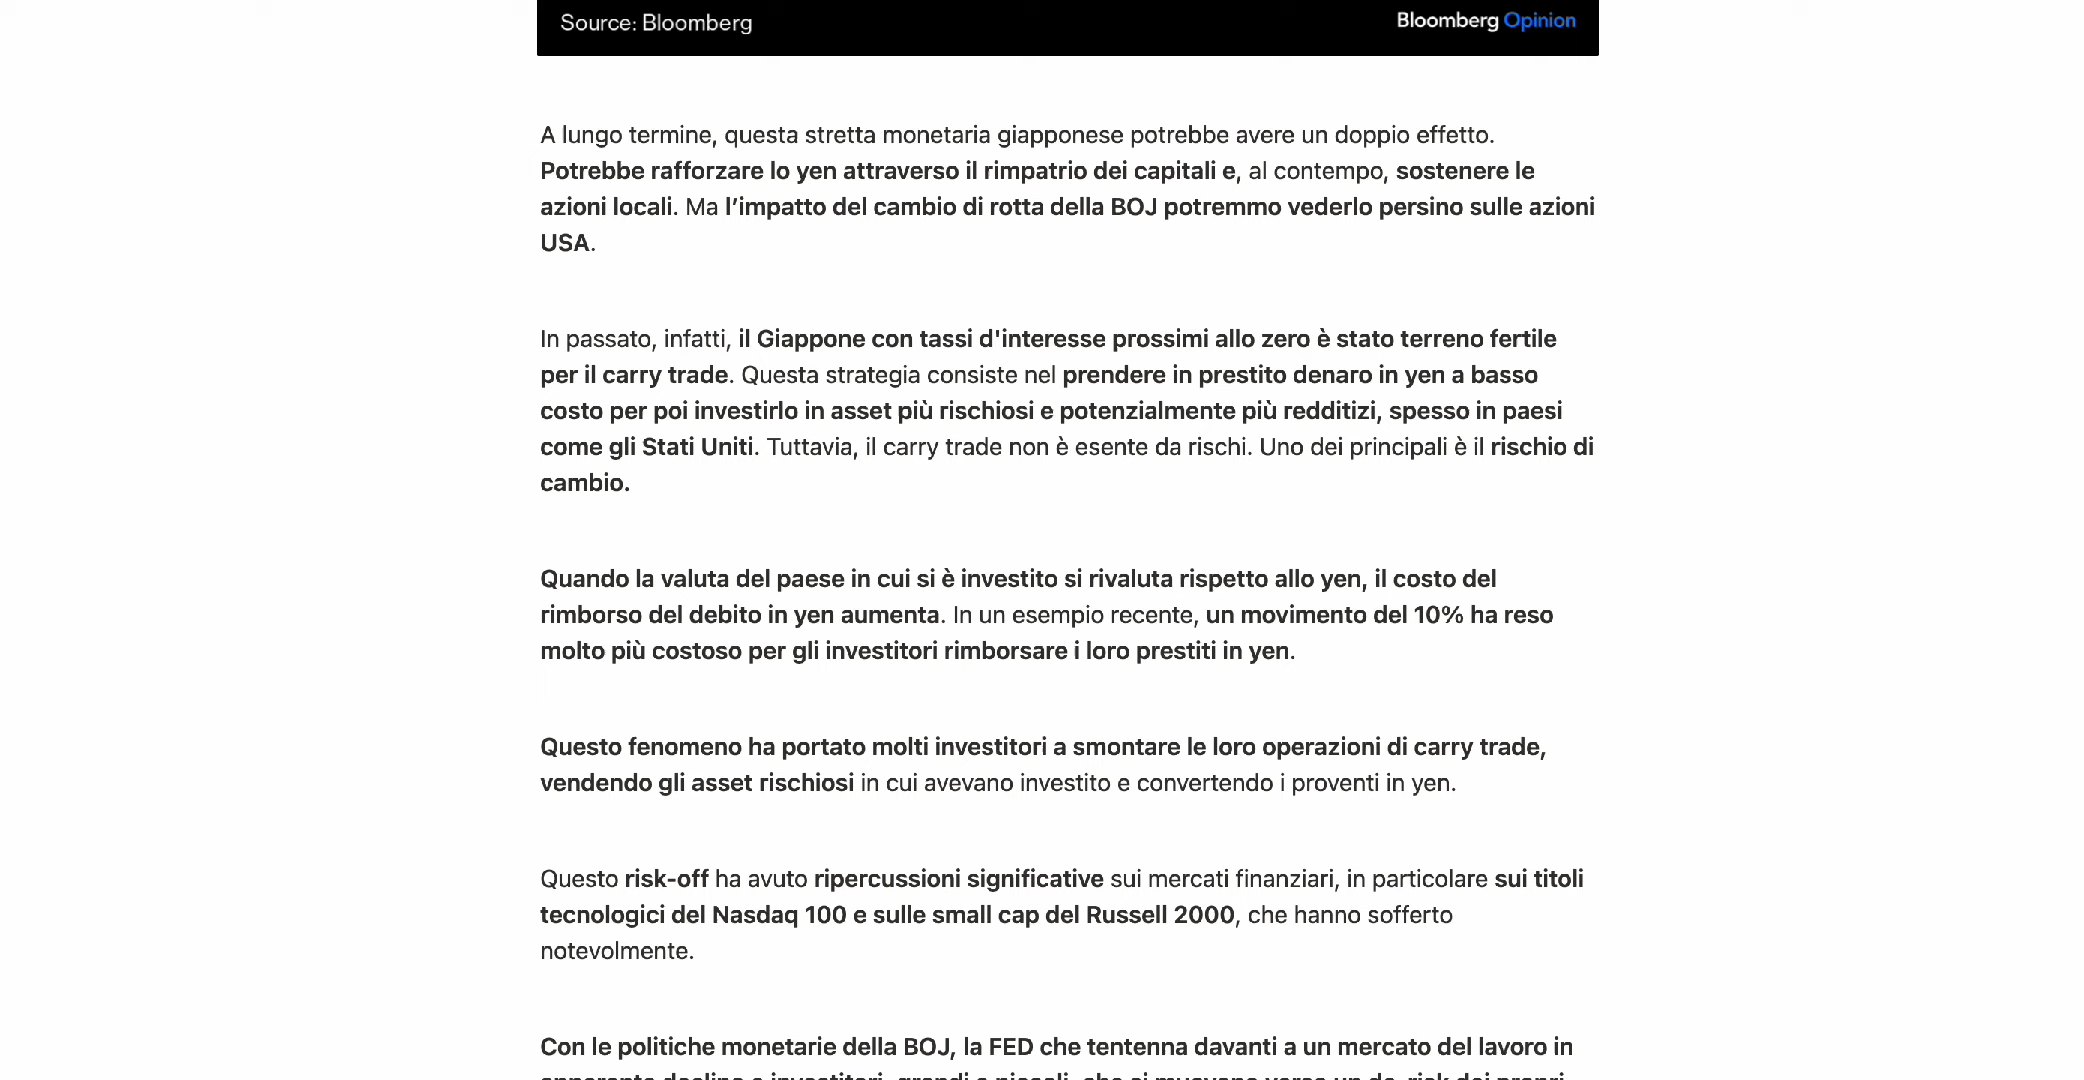 Source: Bloomberg
Bloomberg Opinion
A lungo termine, questa stretta monetaria giapponese potrebbe avere un doppio effetto.
Potrebbe rafforzare lo yen attraverso il rimpatrio dei capitali e, al contempo, sostenere le
azioni locali. Ma l’impatto del cambio di rotta della BOJ potremmo vederlo persino sulle azioni
USA.
In passato, infatti, il Giappone con tassi d'interesse prossimi allo zero è stato terreno fertile
per il carry trade. Questa strategia consiste nel prendere in prestito denaro in yen a basso
costo per poi investirlo in asset più rischiosi e potenzialmente più redditizi, spesso in paesi
come gli Stati Uniti. Tuttavia, il carry trade non è esente da rischi. Uno dei principali è il rischio di
cambio.
Quando la valuta del paese in cui si è investito si rivaluta rispetto allo yen, il costo del
rimborso del debito in yen aumenta. In un esempio recente, un movimento del 10% ha reso
molto più costoso per gli investitori rimborsare i loro prestiti in yen.
Questo fenomeno ha portato molti investitori a smontare le loro operazioni di carry trade,
vendendo gli asset rischiosi in cui avevano investito e convertendo i proventi in yen.
Questo risk-off ha avuto ripercussioni significative sui mercati finanziari, in particolare sui titoli
tecnologici del Nasdaq 100 e sulle small cap del Russell 2000, che hanno sofferto
notevolmente.
Con le politiche monetarie della BOJ, la FED che tentenna davanti a un mercato del lavoro in